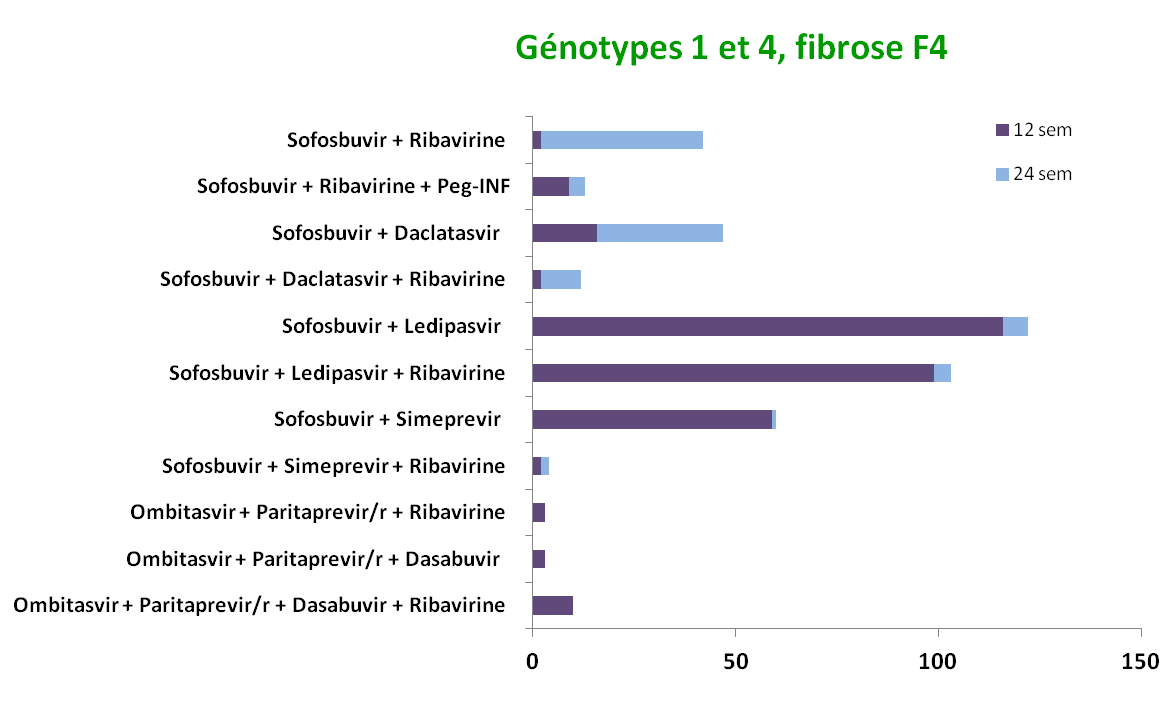 Génotypes 1 et 4, fibrose F4
12 sem
24 sem
Sofosbuvir + Ribavirine
Sofosbuvir + Ribavirine + Peg-INF
Sofosbuvir + Daclatasvir
Sofosbuvir + Daclatasvir + Ribavirine
Sofosbuvir + Ledipasvir
Sofosbuvir + Ledipasvir + Ribavirine
Sofosbuvir + Simeprevir
Sofosbuvir + Simeprevir + Ribavirine
Ombitasvir + Paritaprevir/r + Ribavirine
Ombitasvir + Paritaprevir/r + Dasabuvir
Ombitasvir + Paritaprevir/r + Dasabuvir + Ribavirine
0 50 100 150